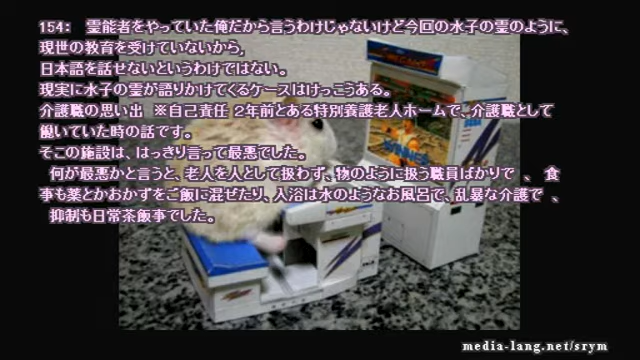 154:　霊能者をやっていた俺だから言うわけじゃないけど今回の水子の霊のように、
現世の教育を受けていないから,
日本語を話せないというわけではない。
現実に水子の霊が語りかけてくるケースはけっこうある。
介護職の思い出　※自己責任 2年前とある特別養護老人ホームで、介護職として
働いていた時の話です。
そこの施設は、はっきり言って最悪でした。
　何が最悪かと言うと、老人を人として扱わず、物のように扱う職員ばかりで　、　食
事も薬とかおかずをご飯に混ぜたり、入浴は水のようなお風呂で、乱暴な介護で　、
　抑制も日常茶飯事でした。
WINNER
SEGA
media-lang.net/srym